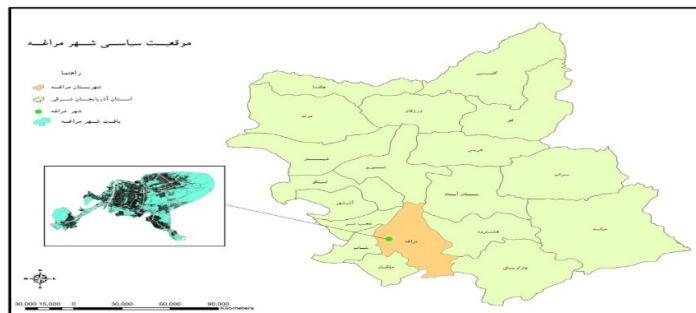 موقعیت سیاسی شهر مراغه
راهنما
شهرستان مراغه
استان آذربایجان شرقی
شهر مراغه
بافت شهر مراغه
کلیبر
جلفا
مرند
ورزقان
اهر
شبستر
هریس
تبریز
سراب
اسکو
آذرشهر
بستان آباد
میانه
عجب شیر
هشترود
مراغه
بناب
ملکان
چاراویماق
30,000 15,000 0 30,000 60,000 90,000
Kilometers